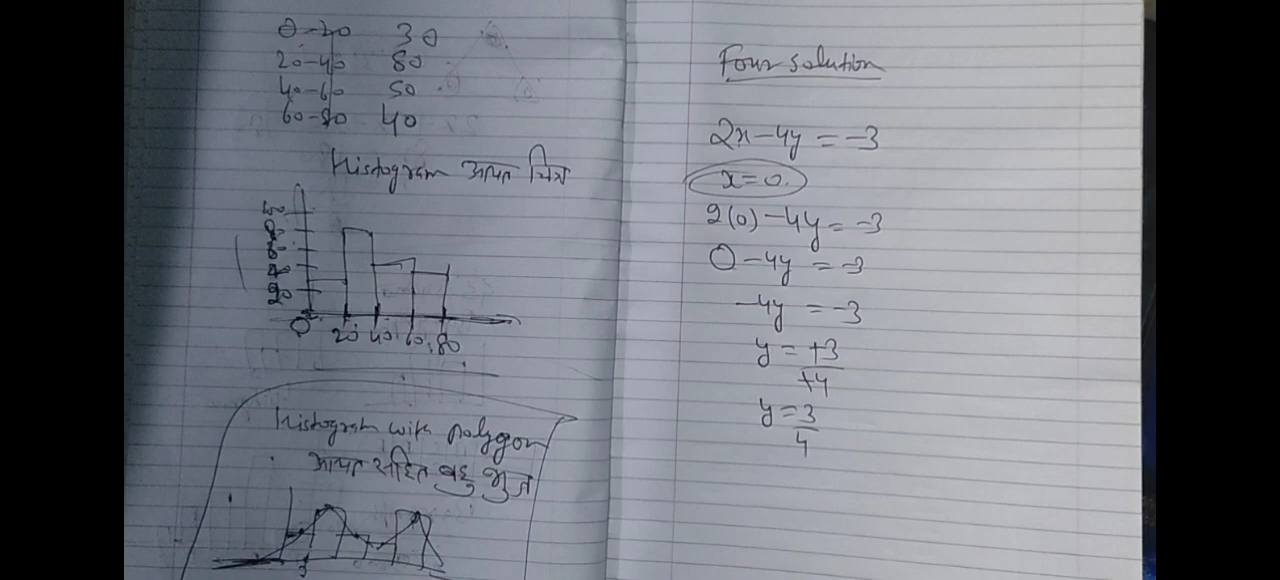 0-20 30
20-40 80
40-60 50
60-80 40
Histogram आयत चित्र
0
20 40 60 80
Histogram with polygon
आयत सहित बहुभुज
Four solution
2x-4y=-3
x=0.
2(0)-4y=-3
0-4y=-3
-4y=-3
y=+3/+4
y=3/4